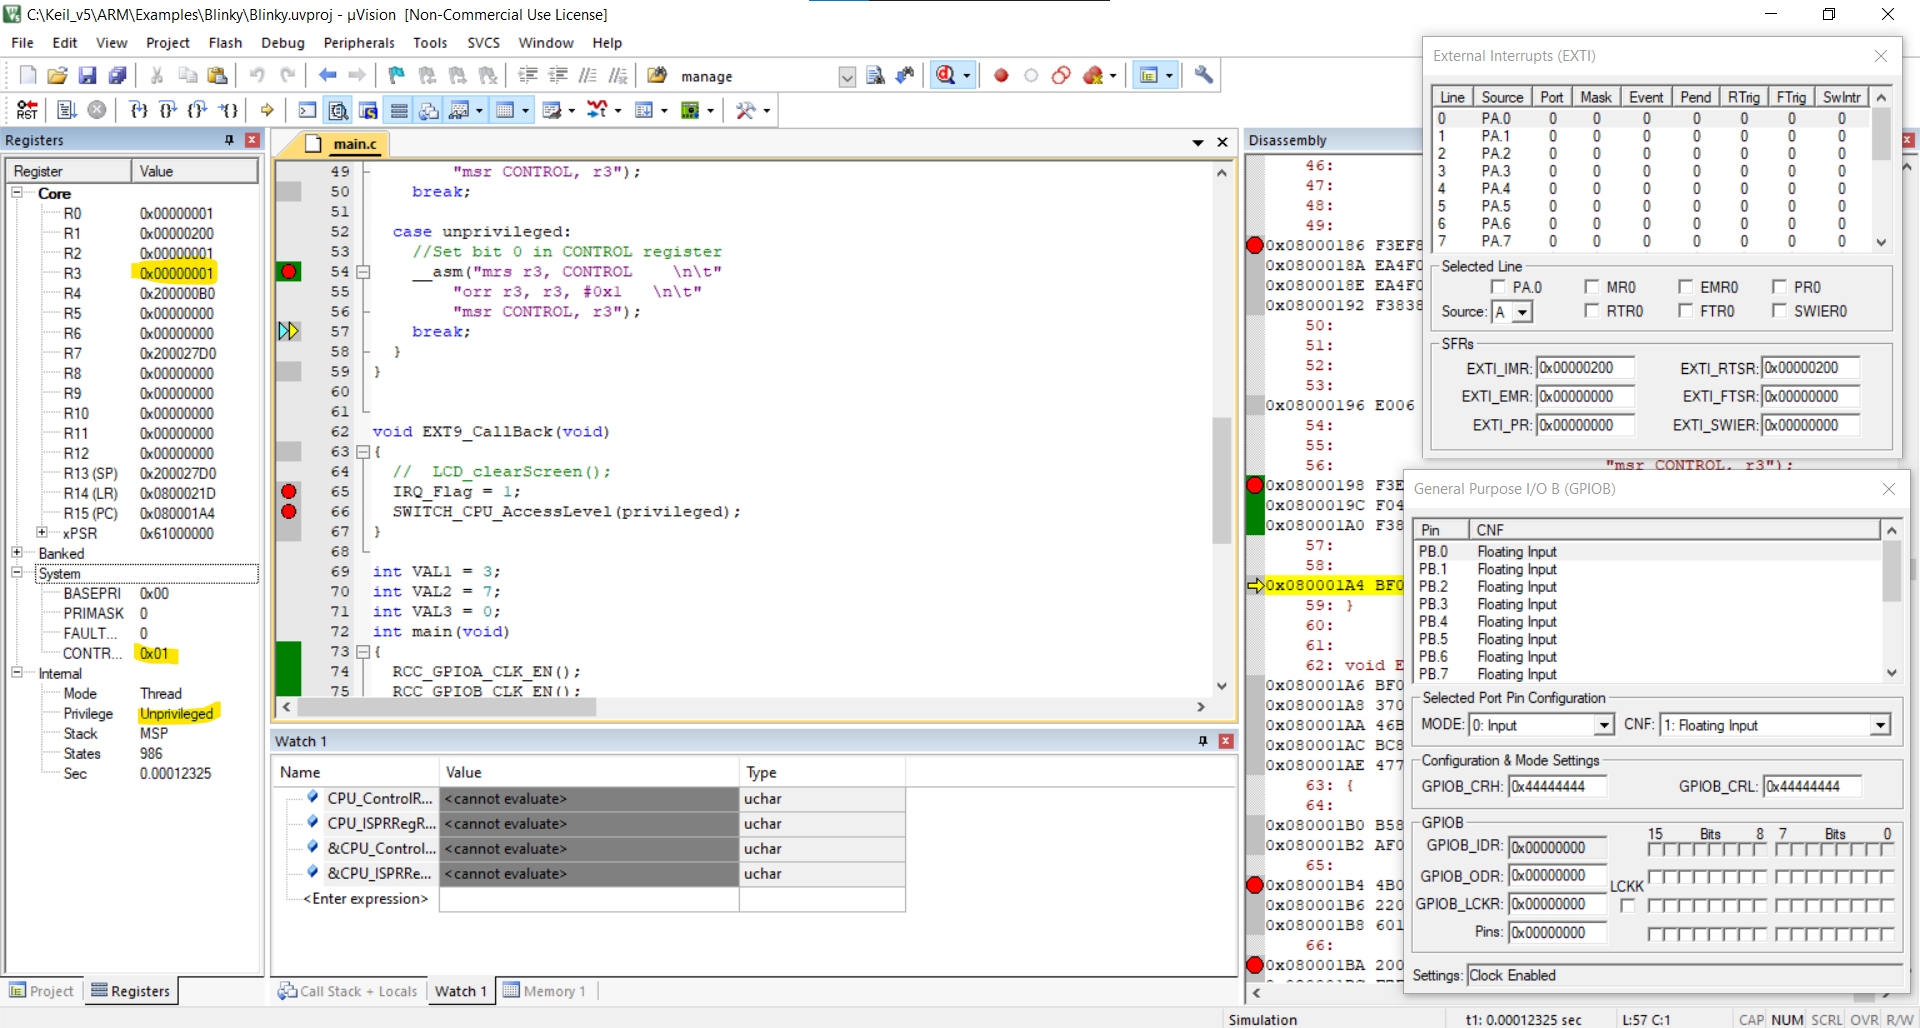 C:\Keil_v5\ARM\Examples\Blinky\Blinky.uvproj - µVision  [Non-Commercial Use License]
File Edit View Project Flash Debug Peripherals Tools SVCS Window Help
manage
RST
Registers
Register Value
Core
R0 0x00000001
R1 0x00000200
R2 0x00000001
R3 0x00000001
R4 0x200000B0
R5 0x00000000
R6 0x00000000
R7 0x200027D0
R8 0x00000000
R9 0x00000000
R10 0x00000000
R11 0x00000000
R12 0x00000000
R13 (SP) 0x200027D0
R14 (LR) 0x0800021D
R15 (PC) 0x080001A4
xPSR 0x61000000
Banked
System
BASEPRI 0x00
PRIMASK 0
FAULT... 0
CONTR... 0x01
Internal
Mode Thread
Privilege Unprivileged
Stack MSP
States 986
Sec 0.00012325
Project Registers
main.c
49 "msr CONTROL, r3");
50 break;
51
52 case unprivileged:
53 //Set bit 0 in CONTROL register
54 __asm("mrs r3, CONTROL    \n\t"
55 "orr r3, r3, #0x1   \n\t"
56 "msr CONTROL, r3");
57 break;
58 }
59 }
60
61
62 void EXT9_CallBack(void)
63 {
64 //  LCD_clearScreen();
65 IRQ_Flag = 1;
66 SWITCH_CPU_AccessLevel(privileged);
67 }
68
69 int VAL1 = 3;
70 int VAL2 = 7;
71 int VAL3 = 0;
72 int main(void)
73 {
74 RCC_GPIOA_CLK_EN();
75 RCC_GPIOB_CLK_EN();
Watch 1
Name Value Type
CPU_ControlR... <cannot evaluate> uchar
CPU_ISPRRegR... <cannot evaluate> uchar
&CPU_Control... <cannot evaluate> uchar
&CPU_ISPRRe... <cannot evaluate> uchar
<Enter expression>
Call Stack + Locals Watch 1 Memory 1
Disassembly
46:
47:
48:
49:
0x08000186 F3EF8
0x0800018A EA4F0
0x0800018E EA4F0
0x08000192 F3838
50:
51:
52:
53:
0x08000196 E006
54:
55:
56: "msr CONTROL, r3");
0x08000198 F3E
0x0800019C F04
0x080001A0 F38
57:
58:
0x080001A4 BF0
59: }
60:
61:
62: void E
0x080001A6 BF0
0x080001A8 370
0x080001AA 46B
0x080001AC BC8
0x080001AE 477
63: {
64:
0x080001B0 B58
0x080001B2 AF0
65:
0x080001B4 4B0
0x080001B6 220
0x080001B8 601
66:
0x080001BA 200
External Interrupts (EXTI)
Line Source Port Mask Event Pend RTrig FTrig SwIntr
0 PA.0 0 0 0 0 0 0 0
1 PA.1 0 0 0 0 0 0 0
2 PA.2 0 0 0 0 0 0 0
3 PA.3 0 0 0 0 0 0 0
4 PA.4 0 0 0 0 0 0 0
5 PA.5 0 0 0 0 0 0 0
6 PA.6 0 0 0 0 0 0 0
7 PA.7 0 0 0 0 0 0 0
Selected Line
PA.0 MR0 EMR0 PR0
Source: A RTR0 FTR0 SWIER0
SFRs
EXTI_IMR: 0x00000200 EXTI_RTSR: 0x00000200
EXTI_EMR: 0x00000000 EXTI_FTSR: 0x00000000
EXTI_PR: 0x00000000 EXTI_SWIER: 0x00000000
General Purpose I/O B (GPIOB)
Pin CNF
PB.0 Floating Input
PB.1 Floating Input
PB.2 Floating Input
PB.3 Floating Input
PB.4 Floating Input
PB.5 Floating Input
PB.6 Floating Input
PB.7 Floating Input
Selected Port Pin Configuration
MODE: 0: Input CNF: 1: Floating Input
Configuration & Mode Settings
GPIOB_CRH: 0x44444444 GPIOB_CRL: 0x44444444
GPIOB
15 Bits 8 7 Bits 0
GPIOB_IDR: 0x00000000
GPIOB_ODR: 0x00000000
LCKK
GPIOB_LCKR: 0x00000000
Pins: 0x00000000
Settings: Clock Enabled
Simulation t1: 0.00012325 sec L:57 C:1 CAP NUM SCRL OVR R/W